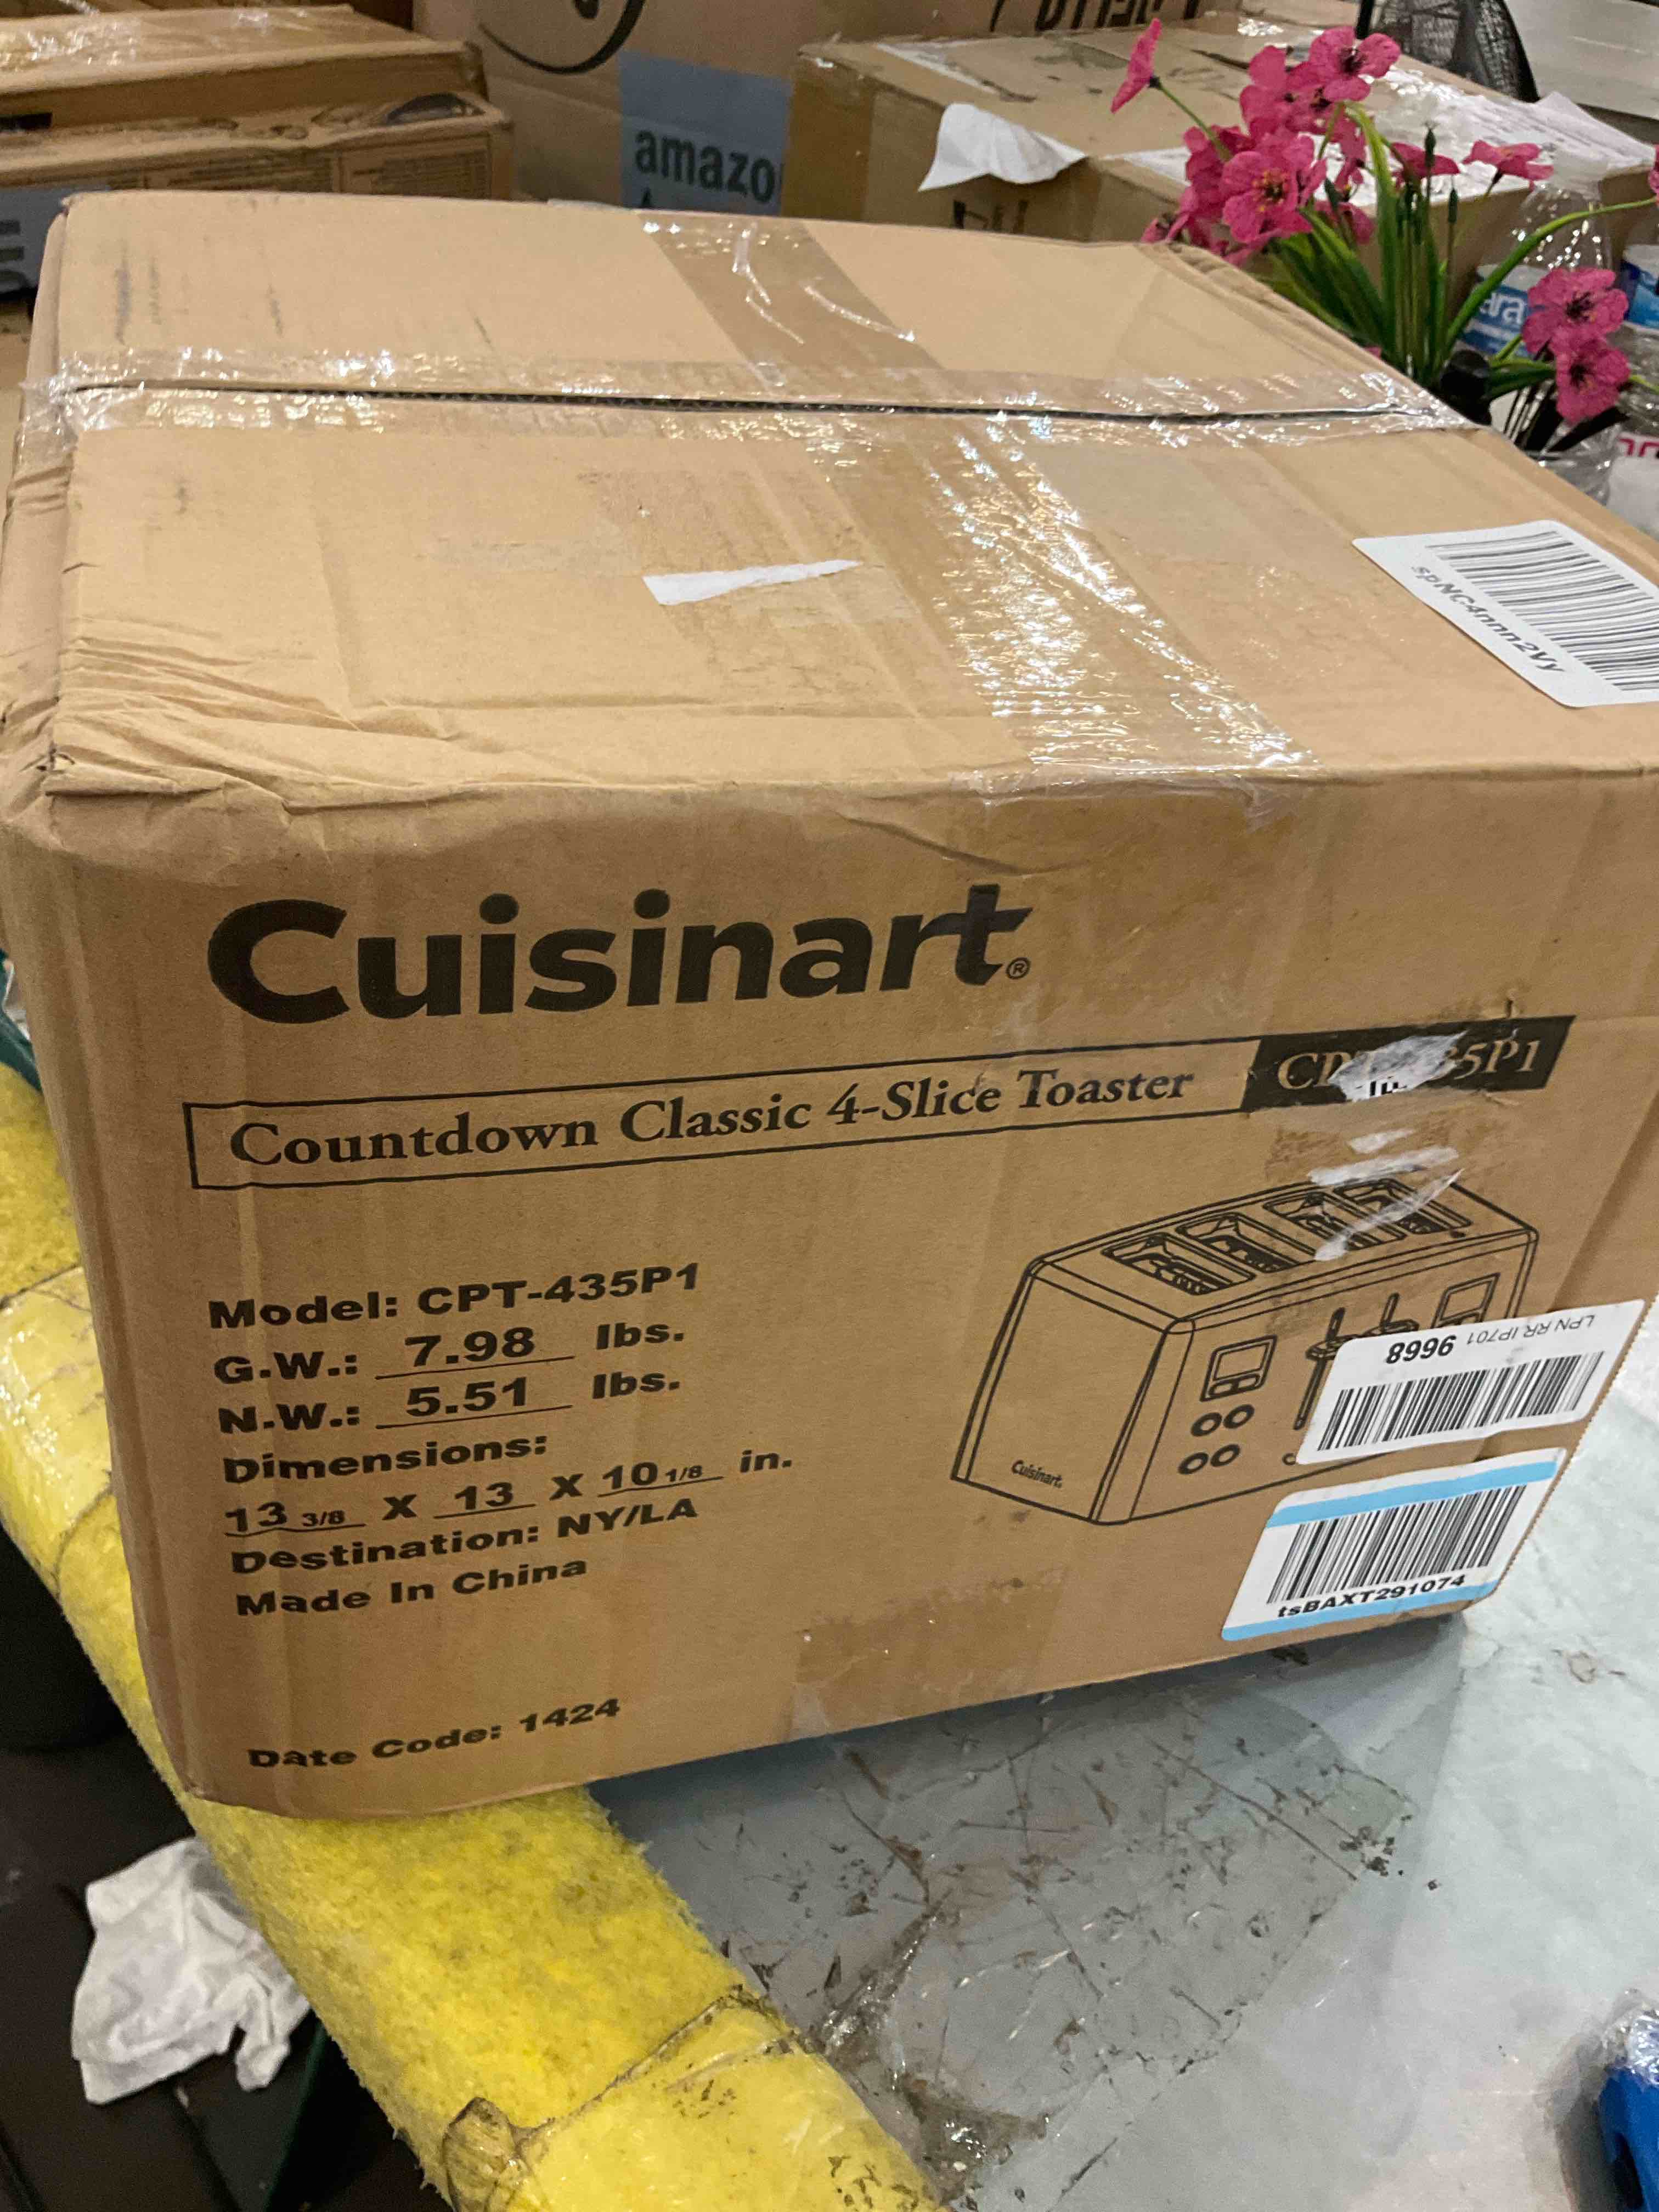 amazo
spNC4nnn2Vy
Cuisinart®
Countdown Classic 4-Slice Toaster
35P1
Model: CPT-435P1
G.W.: 7.98 lbs.
N.W.: 5.51 lbs.
Dimensions:
13 3/8 X 13 X 10 1/8 in.
Destination: NY/LA
Made In China
Date Code: 1424
Cuisinart.
LPN RR IP701 9668
tsBAXT291074